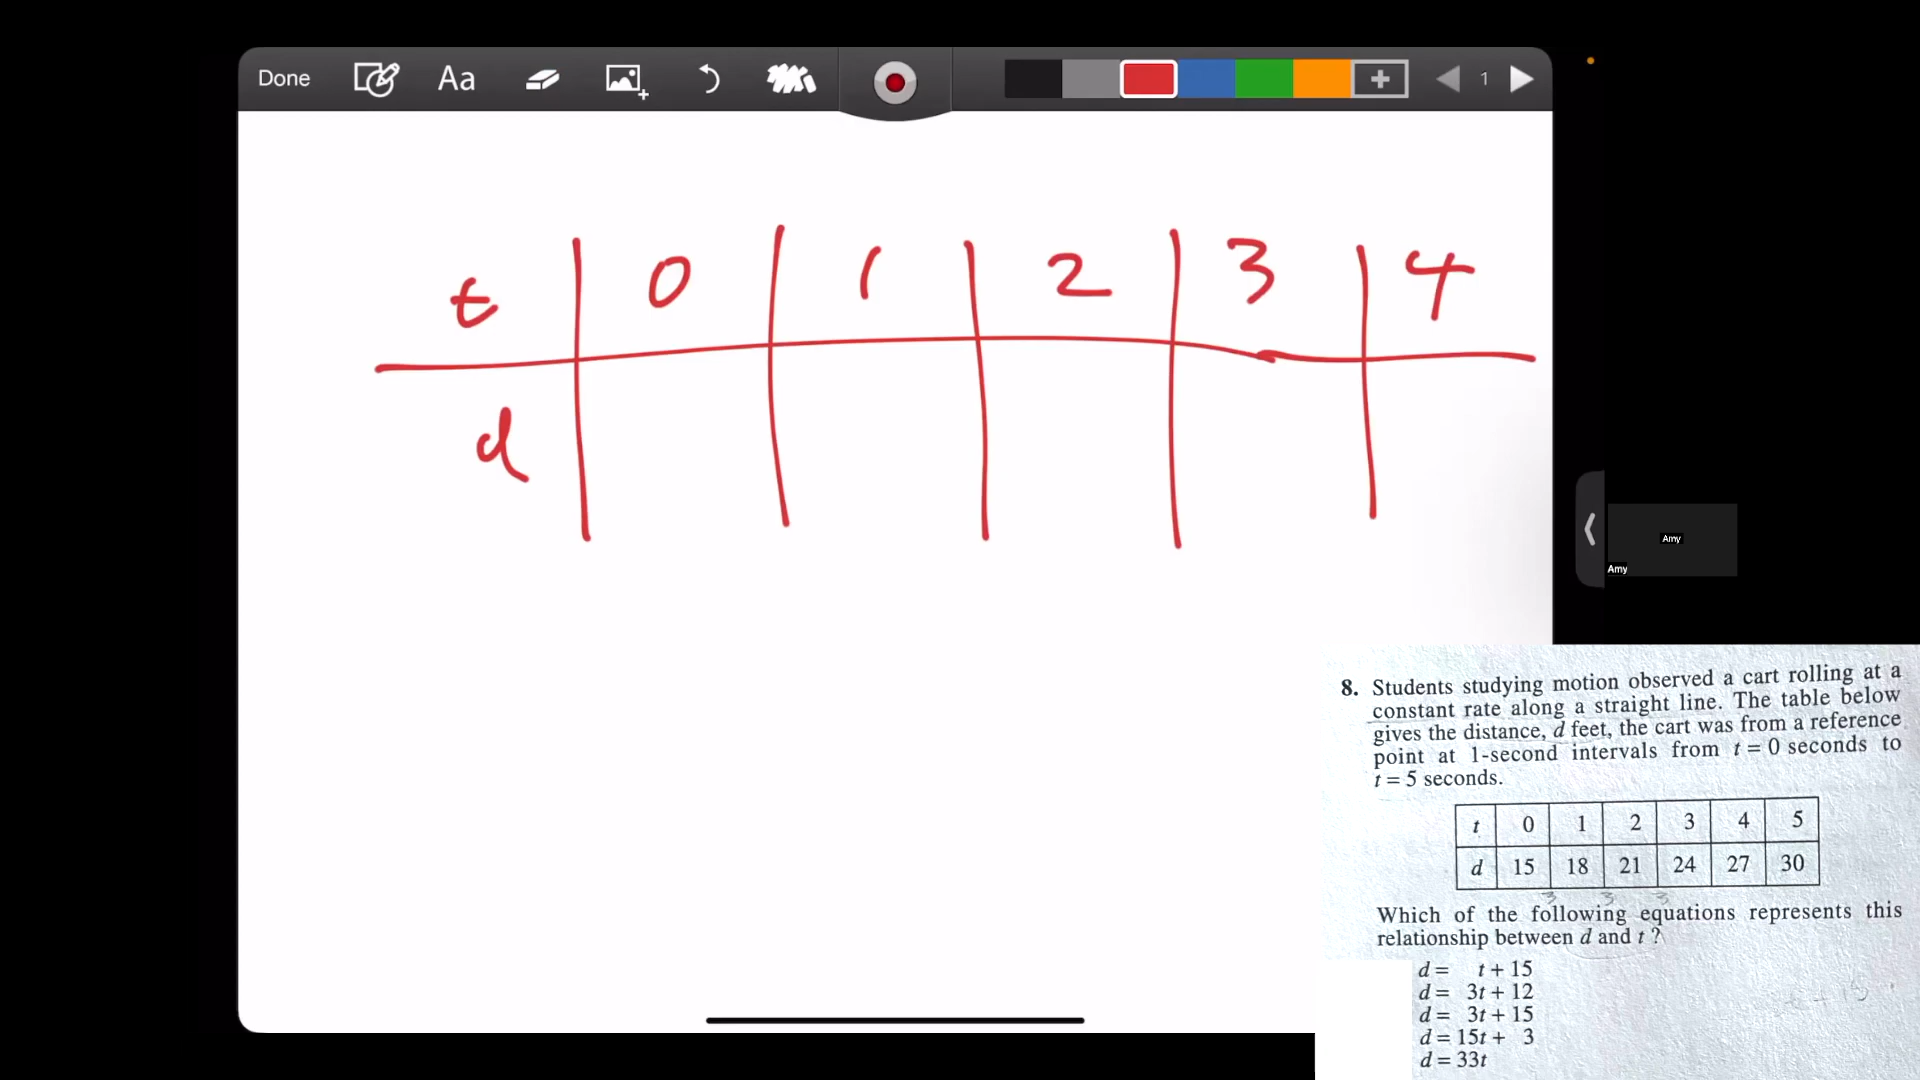 Done Aa 1
t 0 1 2 3 4
d
Amy
Amy
8. Students studying motion observed a cart rolling at a
constant rate along a straight line. The table below
gives the distance, d feet, the cart was from a reference
point at 1-second intervals from t = 0 seconds to
t = 5 seconds.
t 0 1 2 3 4 5
d 15 18 21 24 27 30
3 3 3
Which of the following equations represents this
relationship between d and t ?
d = t + 15
d = 3t + 12
d = 3t + 15
d = 15t + 3
d = 33t